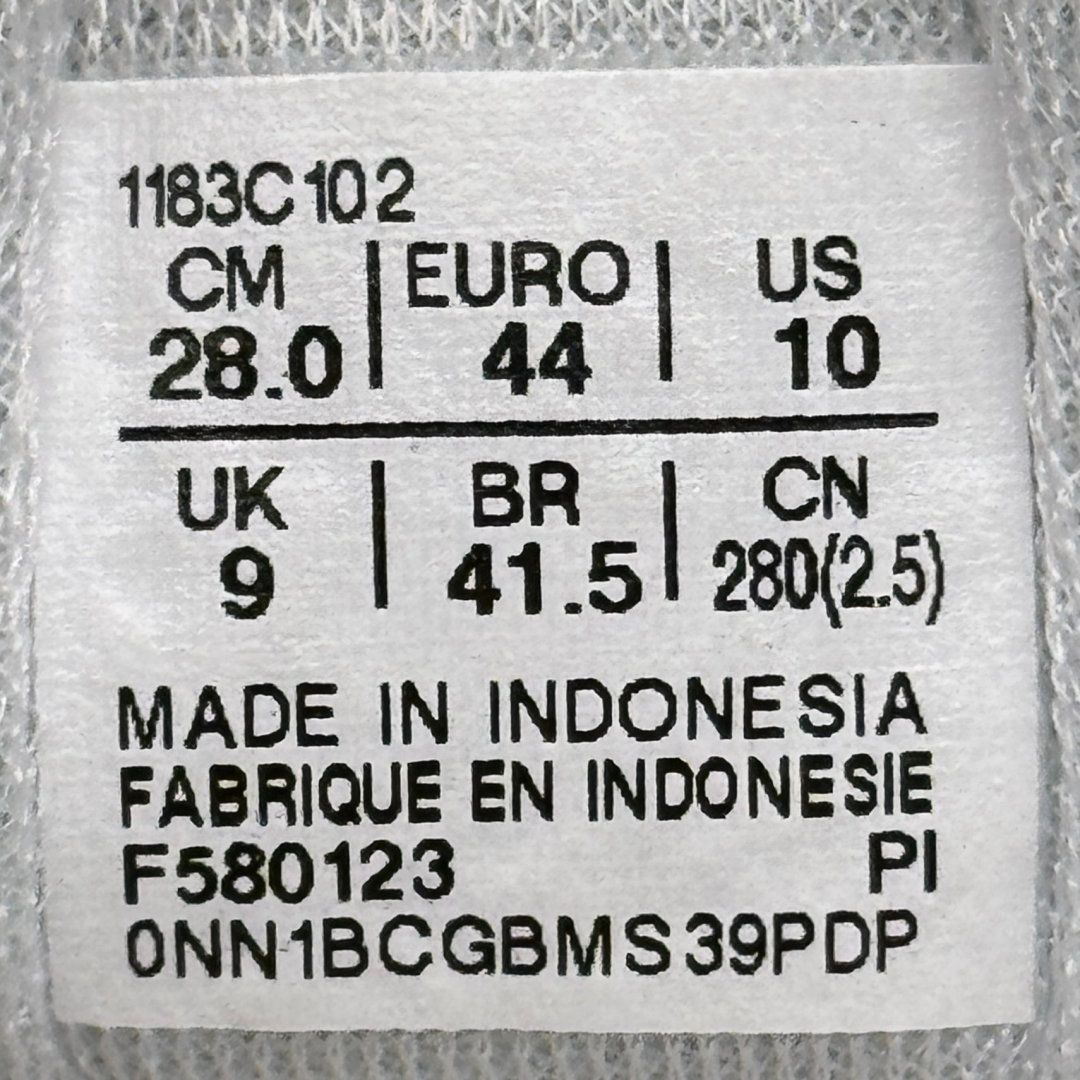 1183C102
CM | EURO | US
28.0 | 44 | 10
UK | BR | CN
9 | 41.5 | 280(2.5)
MADE IN INDONESIA
FABRIQUE EN INDONESIE
F580123 PI
0NN1BCGBMS39PDP